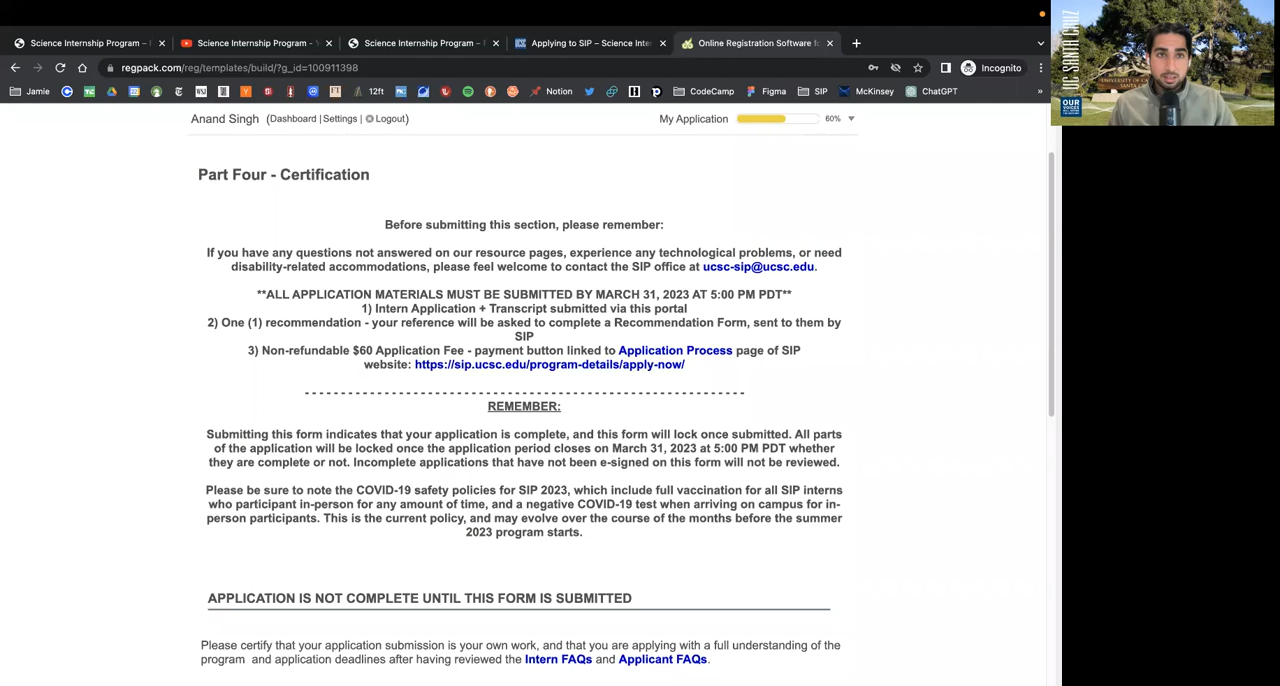 Science Internship Program –
Science Internship Program –
Science Internship Program –
Applying to SIP – Science Inte
Online Registration Software fo
regpack.com/reg/templates/build/?g_id=100911398
Incognito
Jamie
12ft
Notion
CodeCamp
Figma
SIP
McKinsey
ChatGPT
UC SANTA CRUZ
OUR
Anand Singh (Dashboard | Settings | Logout)
My Application
60%
Part Four - Certification
Before submitting this section, please remember:
If you have any questions not answered on our resource pages, experience any technological problems, or need
disability-related accommodations, please feel welcome to contact the SIP office at ucsc-sip@ucsc.edu.
**ALL APPLICATION MATERIALS MUST BE SUBMITTED BY MARCH 31, 2023 AT 5:00 PM PDT**
1) Intern Application + Transcript submitted via this portal
2) One (1) recommendation - your reference will be asked to complete a Recommendation Form, sent to them by
SIP
3) Non-refundable $60 Application Fee - payment button linked to Application Process page of SIP
website: https://sip.ucsc.edu/program-details/apply-now/
REMEMBER:
Submitting this form indicates that your application is complete, and this form will lock once submitted. All parts
of the application will be locked once the application period closes on March 31, 2023 at 5:00 PM PDT whether
they are complete or not. Incomplete applications that have not been e-signed on this form will not be reviewed.
Please be sure to note the COVID-19 safety policies for SIP 2023, which include full vaccination for all SIP interns
who participant in-person for any amount of time, and a negative COVID-19 test when arriving on campus for in-
person participants. This is the current policy, and may evolve over the course of the months before the summer
2023 program starts.
APPLICATION IS NOT COMPLETE UNTIL THIS FORM IS SUBMITTED
Please certify that your application submission is your own work, and that you are applying with a full understanding of the
program and application deadlines after having reviewed the Intern FAQs and Applicant FAQs.